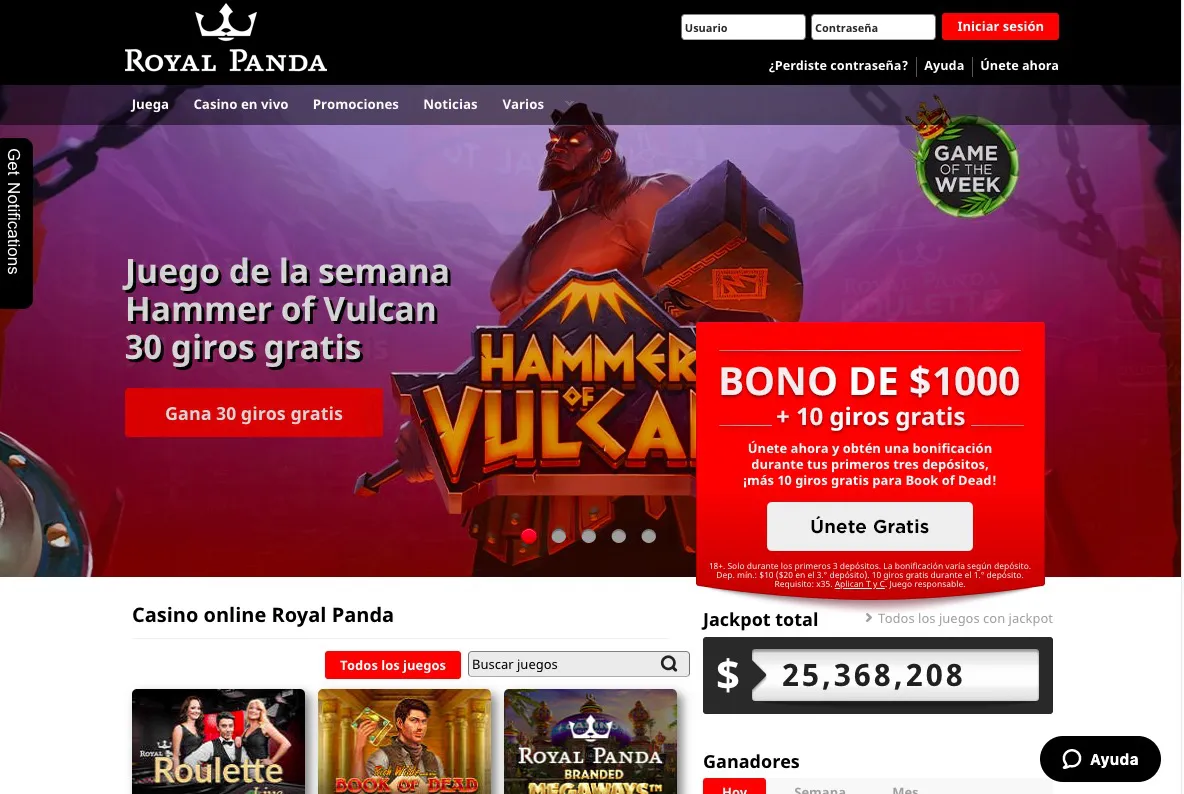 ROYAL PANDA
Usuario
Contraseña
Iniciar sesión
¿Perdiste contraseña?
Ayuda
Únete ahora
Juega
Casino en vivo
Promociones
Noticias
Varios
Get Notifications
GAME
OF THE
WEEK
Juego de la semana
Hammer of Vulcan
30 giros gratis
Gana 30 giros gratis
HAMMER
OF
VULCA
BONO DE $1000
+ 10 giros gratis
Únete ahora y obtén una bonificación
durante tus primeros tres depósitos,
¡más 10 giros gratis para Book of Dead!
Únete Gratis
18+. Solo durante los primeros 3 depósitos. La bonificación varía según depósito.
Dep. mín.: $10 ($20 en el 3.º depósito). 10 giros gratis durante el 1.º depósito.
Requisito: x35. Aplican T y C. Juego responsable.
Casino online Royal Panda
Todos los juegos
Buscar juegos
ROYAL
Roulette
Live
BOOK OF DEAD
ROYAL PANDA
BRANDED
MEGAWAYS™
Jackpot total
Todos los juegos con jackpot
$ 25,368,208
Ganadores
Hoy
Semana
Mes
Ayuda